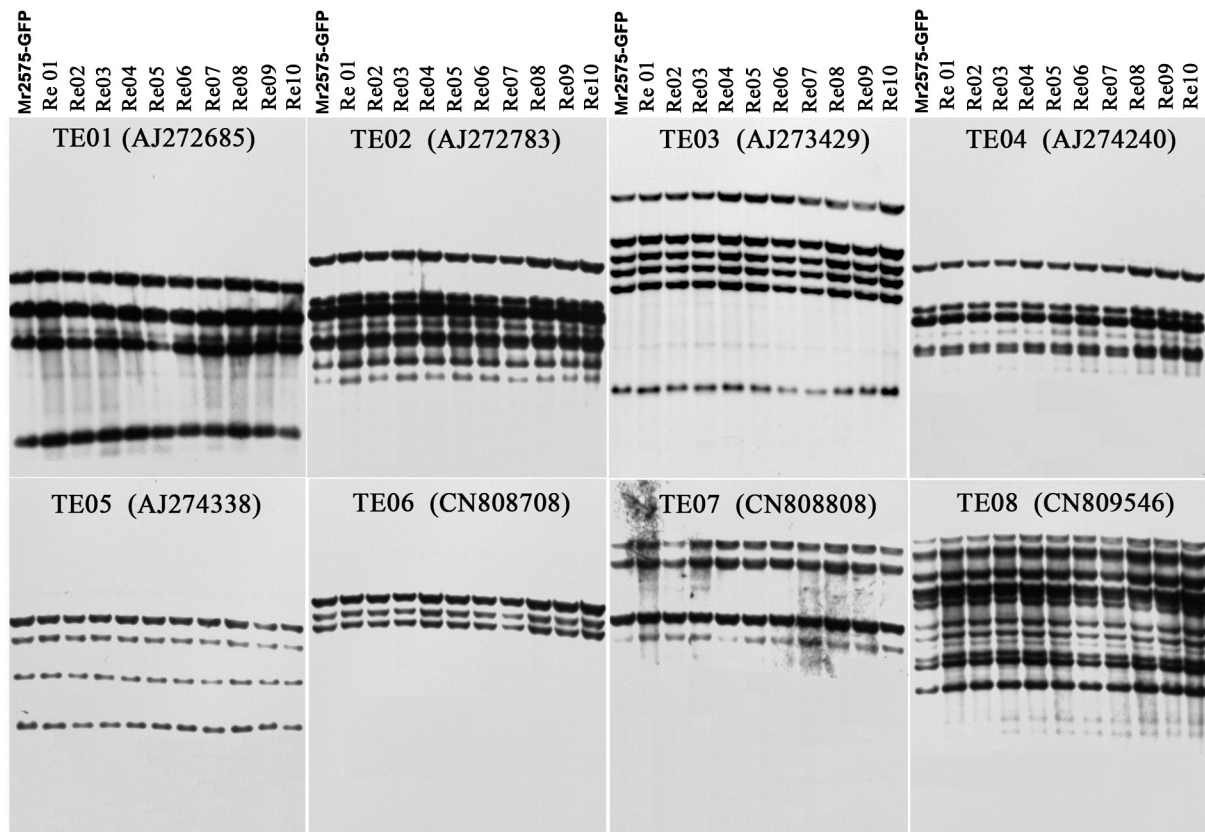 Mr2575-GFP Re 01 Re02 Re03 Re04 Re05 Re06 Re07 Re08 Re09 Re10
Mr2575-GFP Re 01 Re02 Re03 Re04 Re05 Re06 Re07 Re08 Re09 Re10
Mr2575-GFP Re 01 Re02 Re03 Re04 Re05 Re06 Re07 Re08 Re09 Re10
Mr2575-GFP Re 01 Re02 Re03 Re04 Re05 Re06 Re07 Re08 Re09 Re10
TE01 (AJ272685)
TE02 (AJ272783)
TE03 (AJ273429)
TE04 (AJ274240)
TE05 (AJ274338)
TE06 (CN808708)
TE07 (CN808808)
TE08 (CN809546)